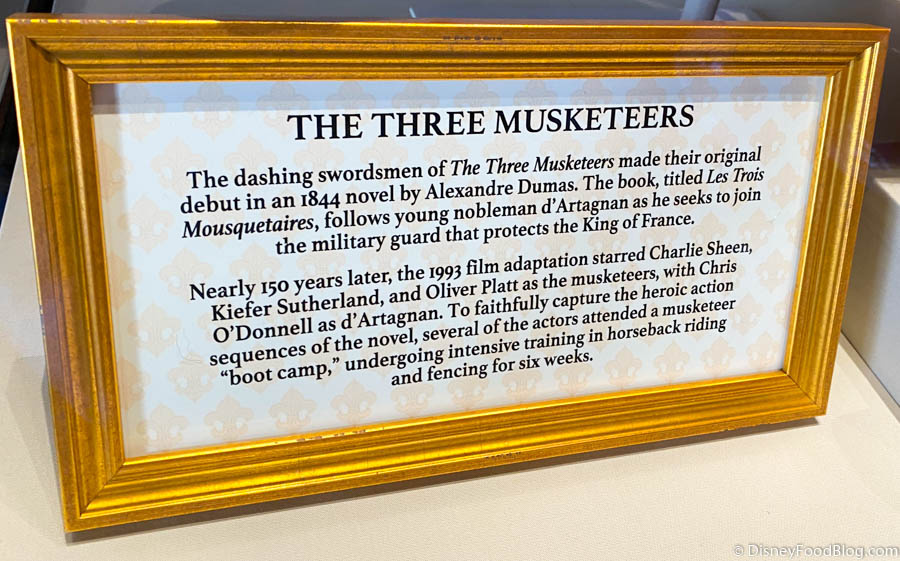 THE THREE MUSKETEERS
The dashing swordsmen of The Three Musketeers made their original
debut in an 1844 novel by Alexandre Dumas. The book, titled Les Trois
Mousquetaires, follows young nobleman d'Artagnan as he seeks to join
the military guard that protects the King of France.
Nearly 150 years later, the 1993 film adaptation starred Charlie Sheen,
Kiefer Sutherland, and Oliver Platt as the musketeers, with Chris
O'Donnell as d'Artagnan. To faithfully capture the heroic action
sequences of the novel, several of the actors attended a musketeer
"boot camp," undergoing intensive training in horseback riding
and fencing for six weeks.
© DisneyFoodBlog.com